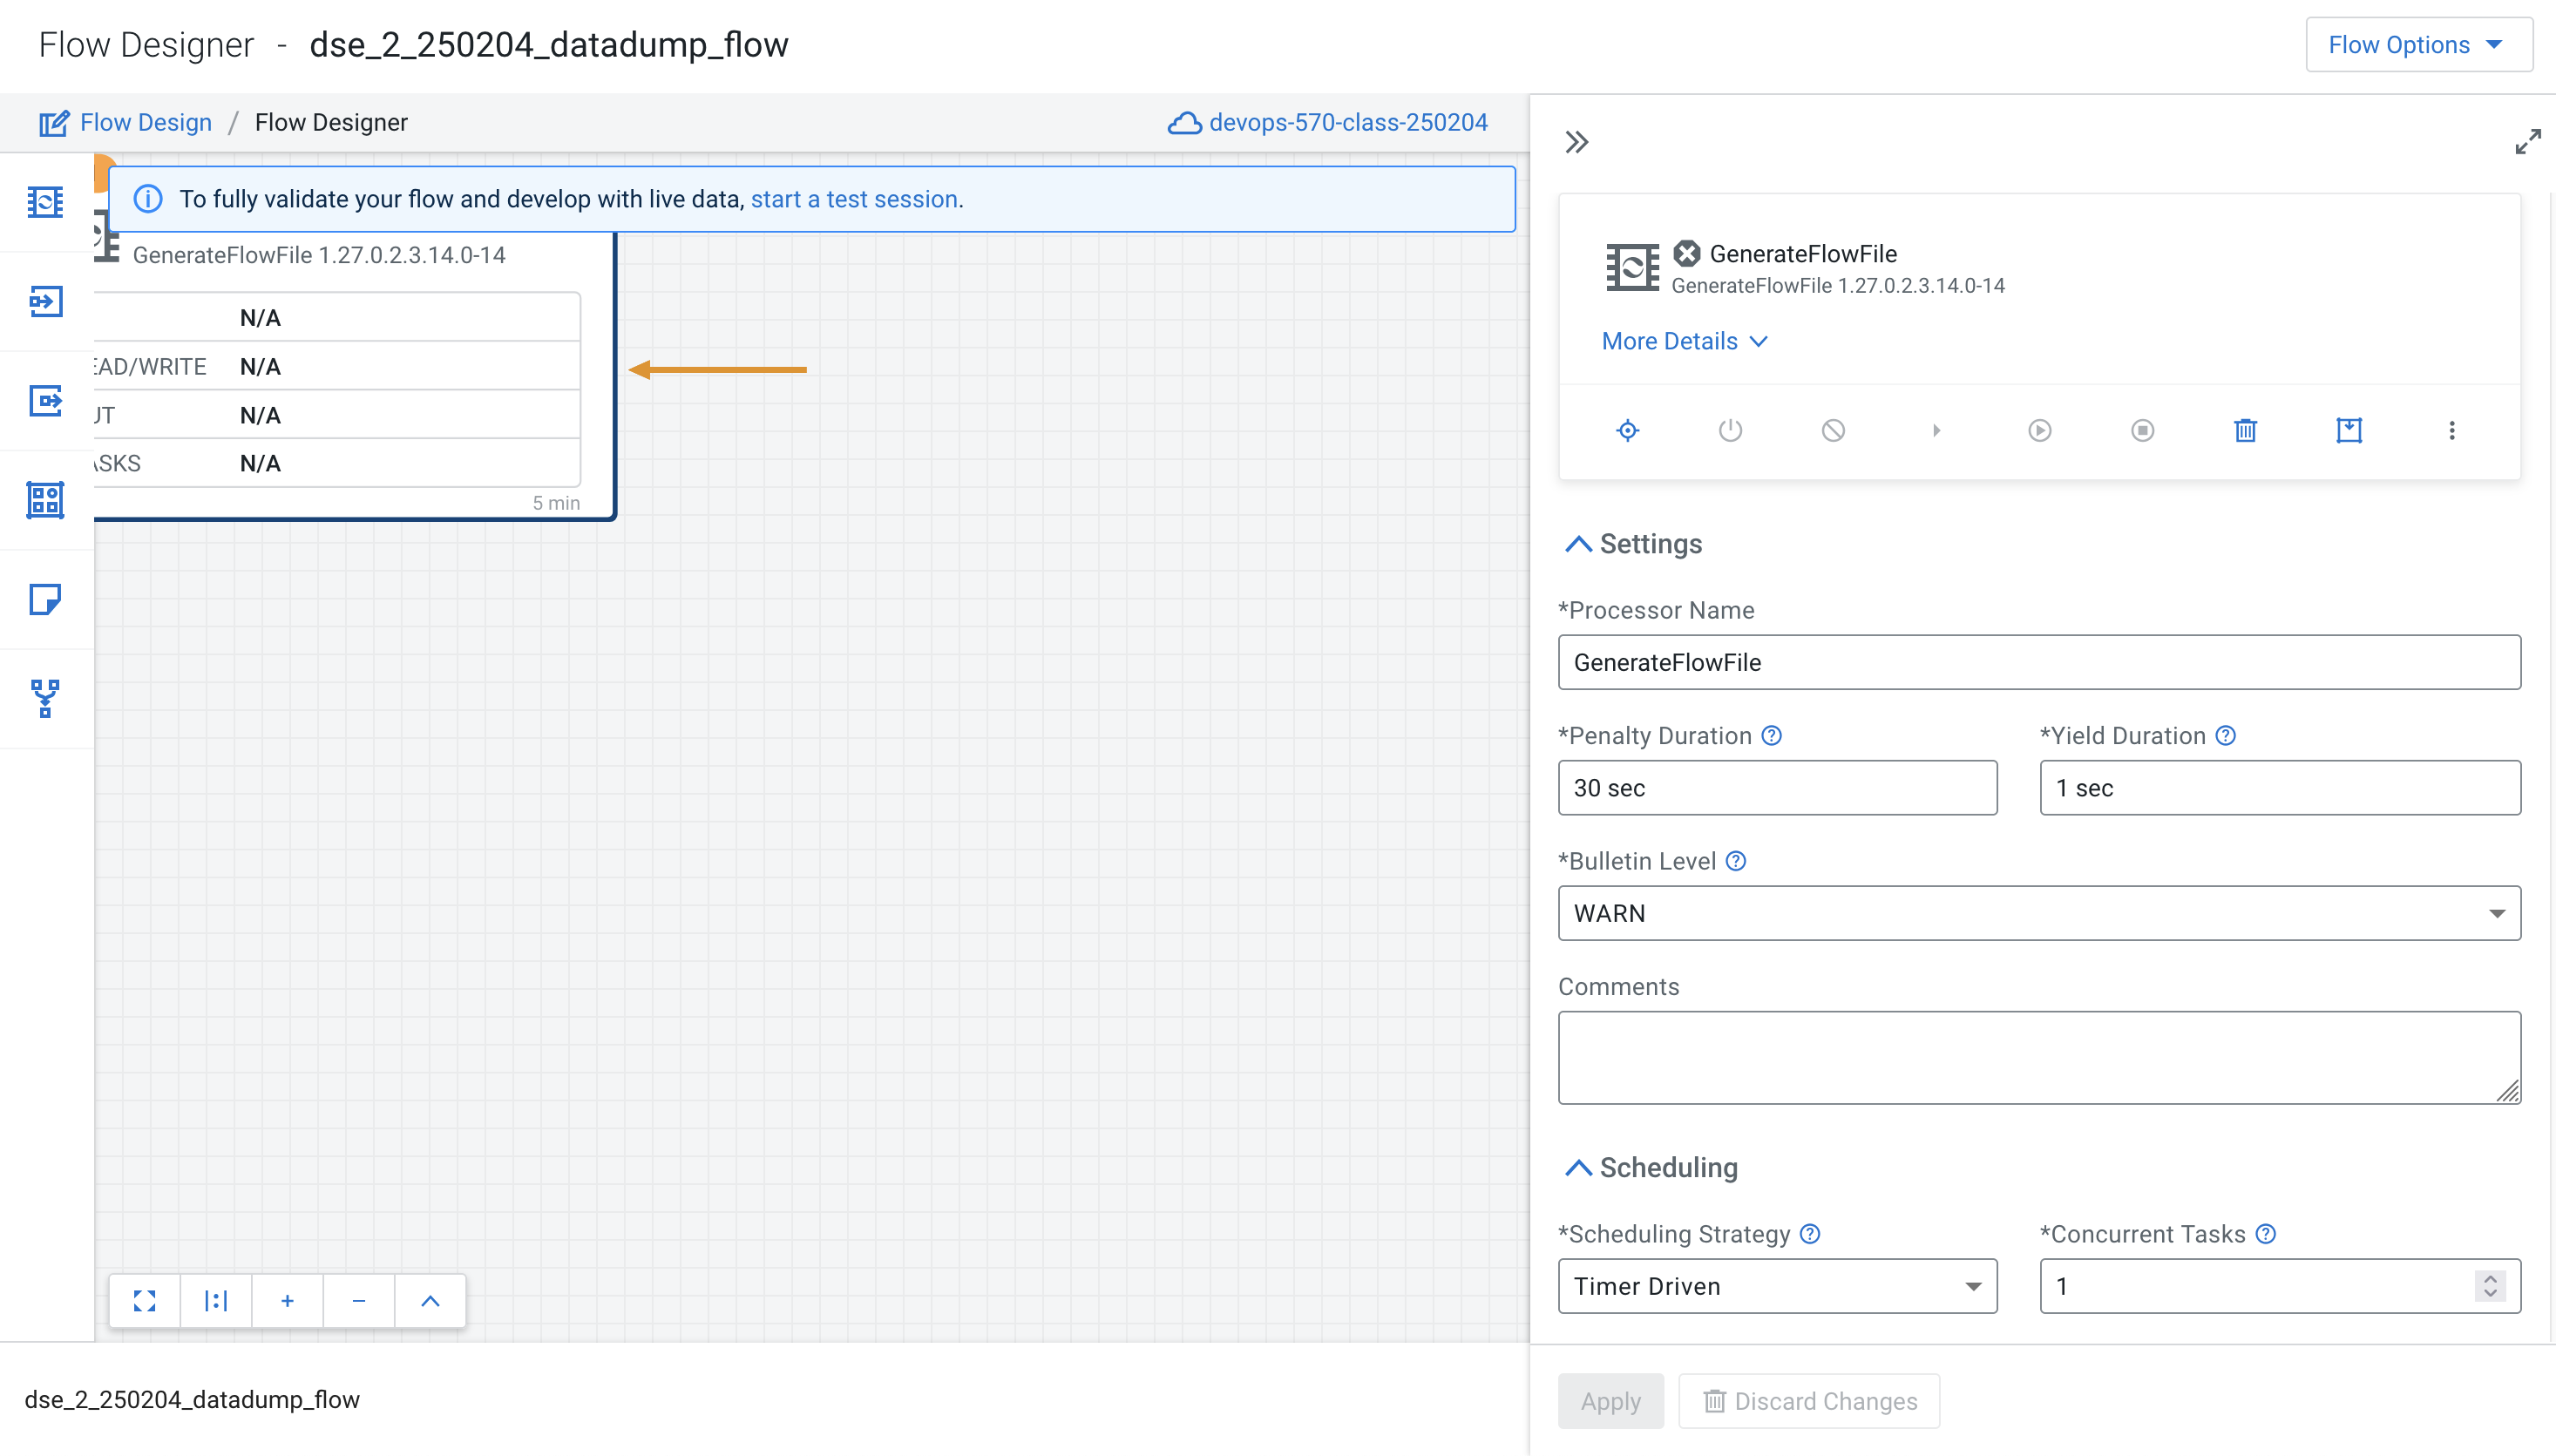 Flow Designer - dse_2_250204_datadump_flow
Flow Options
Flow Design / Flow Designer
devops-570-class-250204
To fully validate your flow and develop with live data, start a test session.
GenerateFlowFile 1.27.0.2.3.14.0-14
N/A
EAD/WRITE N/A
UT N/A
ASKS N/A
5 min
GenerateFlowFile
GenerateFlowFile 1.27.0.2.3.14.0-14
More Details
Settings
*Processor Name
GenerateFlowFile
*Penalty Duration
*Yield Duration
30 sec
1 sec
*Bulletin Level
WARN
Comments
Scheduling
*Scheduling Strategy
*Concurrent Tasks
Timer Driven
1
Apply
Discard Changes
dse_2_250204_datadump_flow